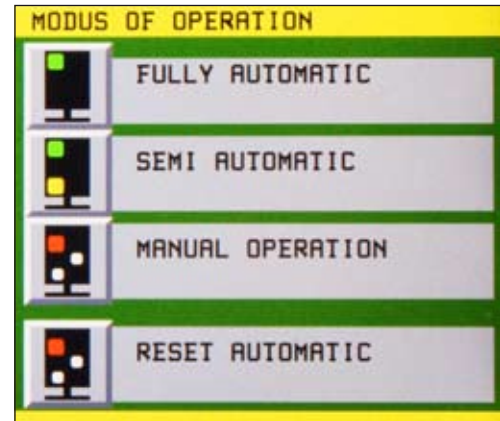 MODUS OF OPERATION
FULLY AUTOMATIC
SEMI AUTOMATIC
MANUAL OPERATION
RESET AUTOMATIC